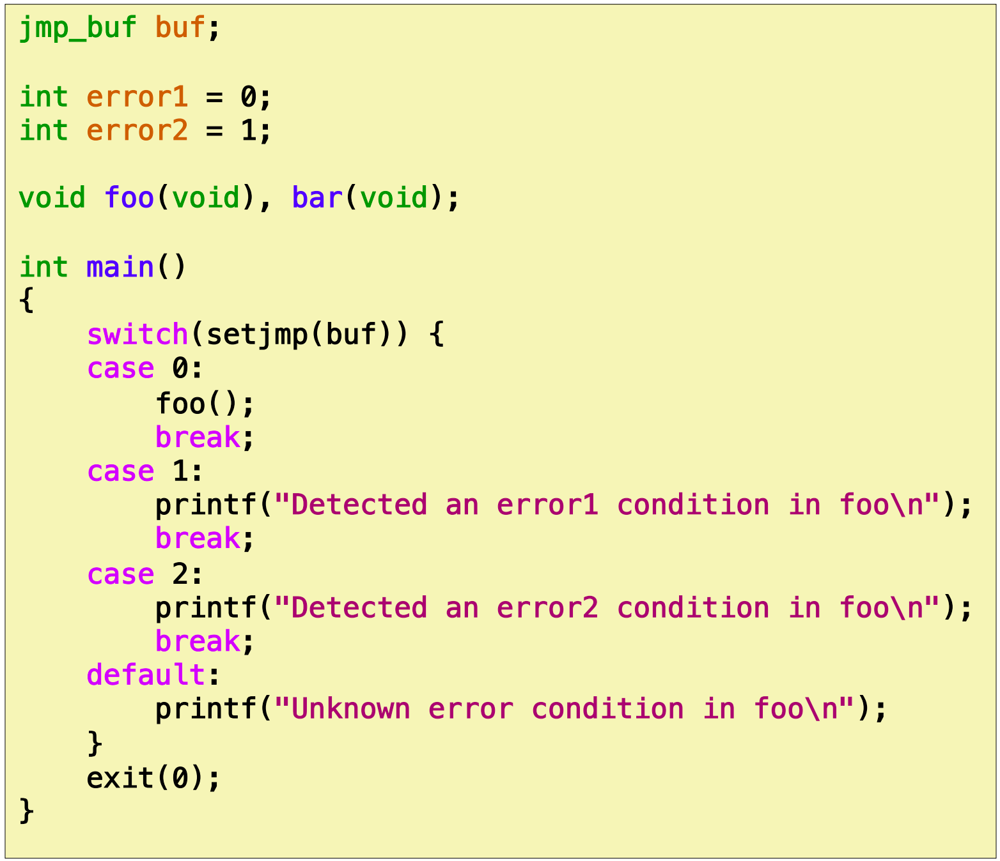 jmp_buf buf;
int error1 = 0;
int error2 = 1;
void foo(void), bar(void);
int main()
{
    switch(setjmp(buf)) {
    case 0:
        foo();
        break;
    case 1:
        printf("Detected an error1 condition in foo\n");
        break;
    case 2:
        printf("Detected an error2 condition in foo\n");
        break;
    default:
        printf("Unknown error condition in foo\n");
    }
    exit(0);
}